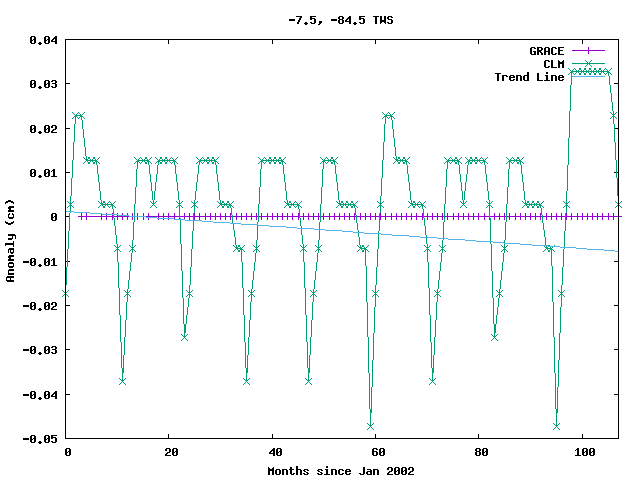 -7.5, -84.5 TWS
0.04
GRACE
CLM
Trend Line
0.03
0.02
0.01
0
-0.01
-0.02
-0.03
-0.04
-0.05
Anomaly (cm)
0 20 40 60 80 100
Months since Jan 2002